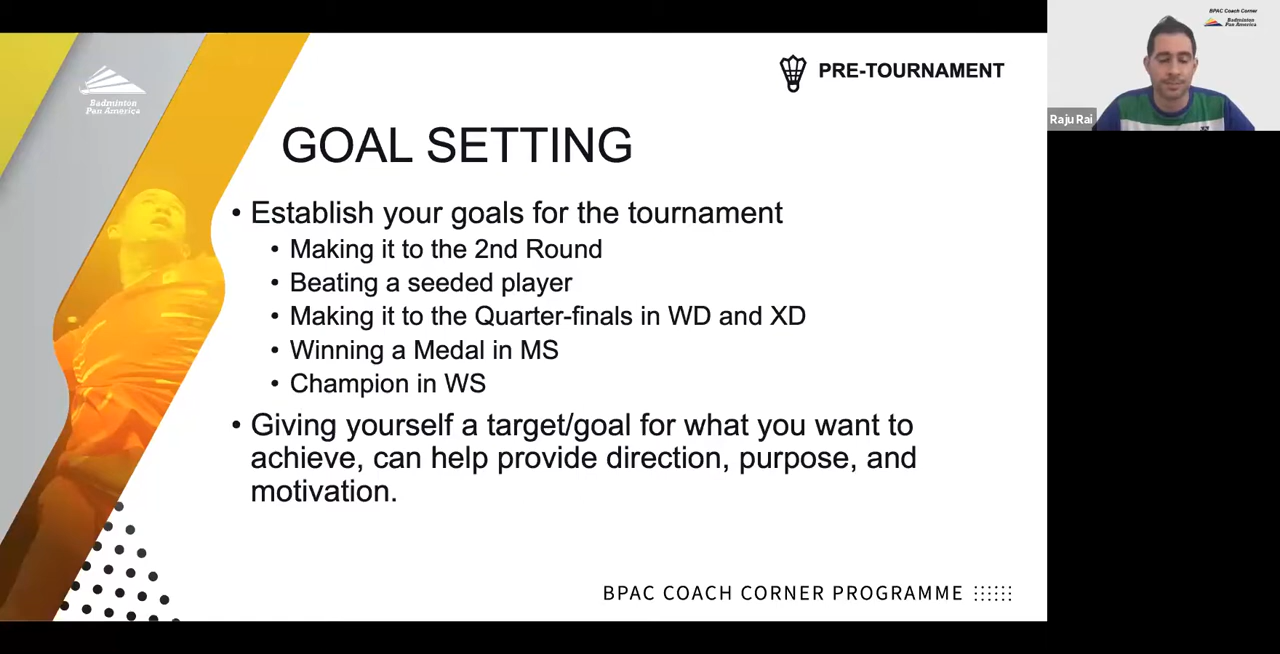 BPAC Coach Corner
Badminton
Pan America
Raju Rai
Badminton
Pan America
PRE-TOURNAMENT
GOAL SETTING
• Establish your goals for the tournament
• Making it to the 2nd Round
• Beating a seeded player
• Making it to the Quarter-finals in WD and XD
• Winning a Medal in MS
• Champion in WS
• Giving yourself a target/goal for what you want to
achieve, can help provide direction, purpose, and
motivation.
BPAC COACH CORNER PROGRAMME